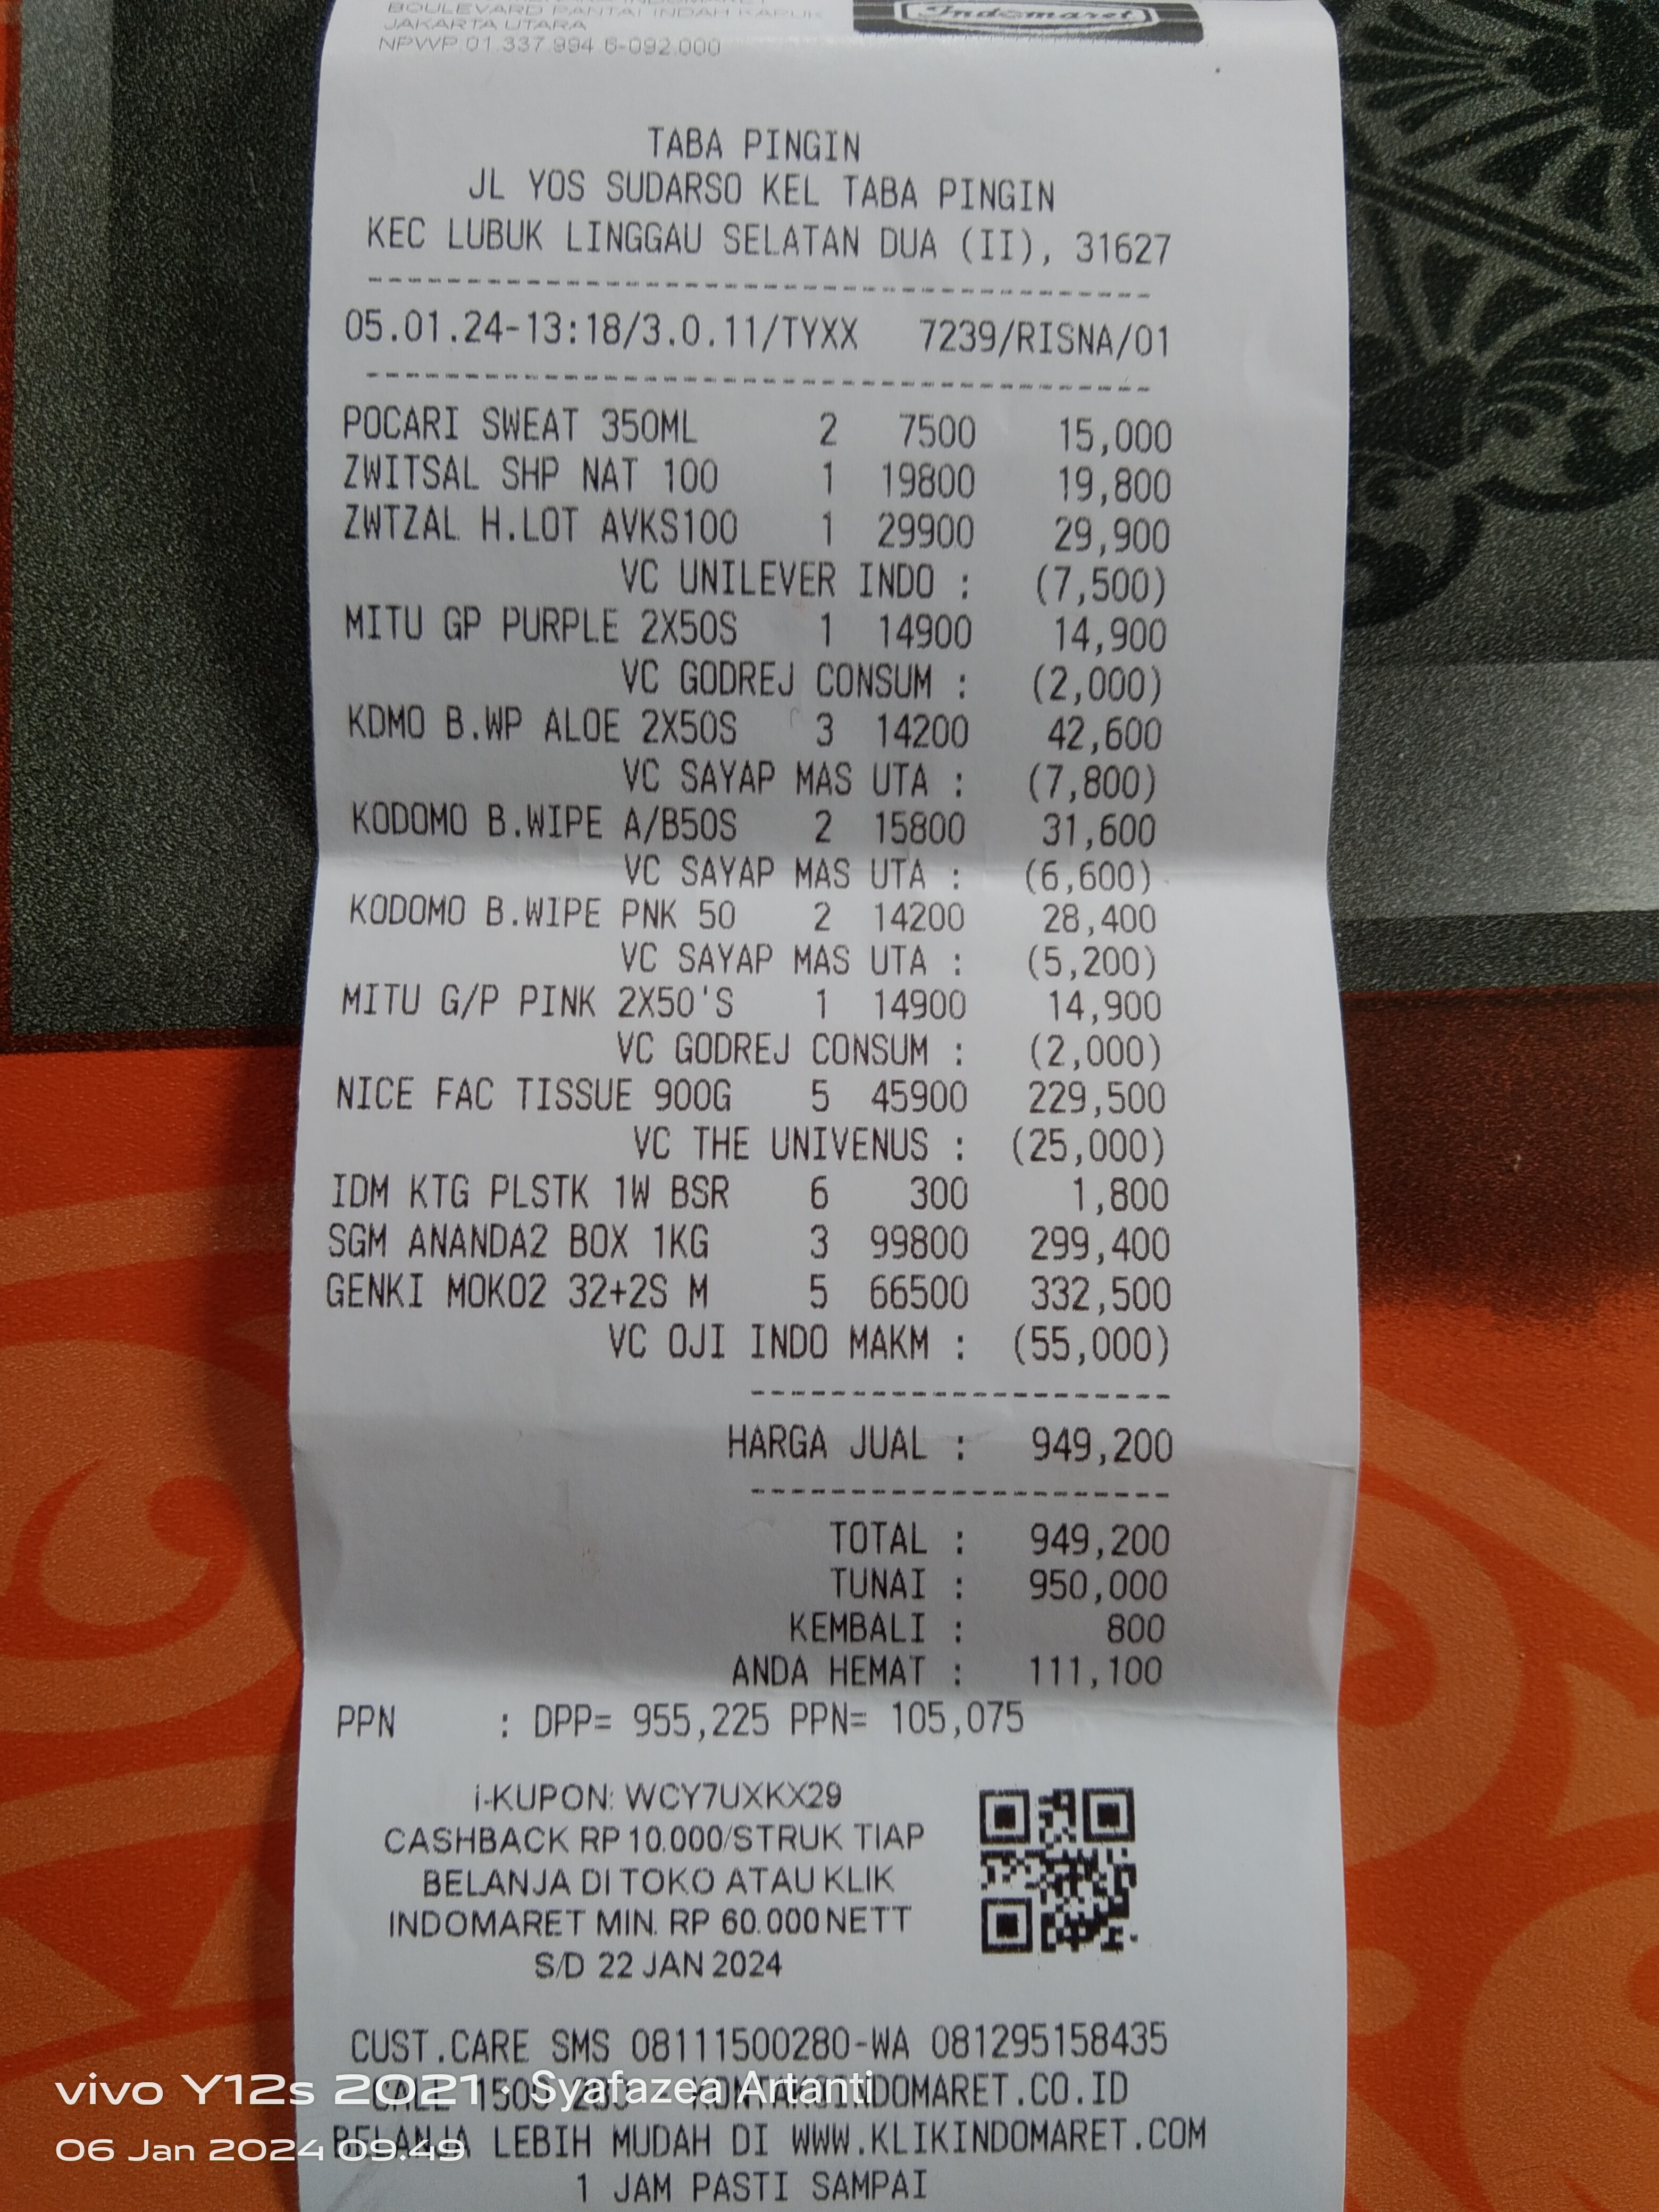 BOULEVARD PANTAI INDAH KAPUK
JAKARTA UTARA
NPWP 01.337.994.6-092.000
Indomaret
TABA PINGIN
JL YOS SUDARSO KEL TABA PINGIN
KEC LUBUK LINGGAU SELATAN DUA (II), 31627
05.01.24-13:18/3.0.11/TYXX 7239/RISNA/01
POCARI SWEAT 350ML 2 7500 15,000
ZWITSAL SHP NAT 100 1 19800 19,800
ZWTZAL H.LOT AVKS100 1 29900 29,900
VC UNILEVER INDO : (7,500)
MITU GP PURPLE 2X50S 1 14900 14,900
VC GODREJ CONSUM : (2,000)
KDMO B.WP ALOE 2X50S 3 14200 42,600
VC SAYAP MAS UTA : (7,800)
KODOMO B.WIPE A/B50S 2 15800 31,600
VC SAYAP MAS UTA : (6,600)
KODOMO B.WIPE PNK 50 2 14200 28,400
VC SAYAP MAS UTA : (5,200)
MITU G/P PINK 2X50'S 1 14900 14,900
VC GODREJ CONSUM : (2,000)
NICE FAC TISSUE 900G 5 45900 229,500
VC THE UNIVENUS : (25,000)
IDM KTG PLSTK 1W BSR 6 300 1,800
SGM ANANDA2 BOX 1KG 3 99800 299,400
GENKI MOKO2 32+2S M 5 66500 332,500
VC OJI INDO MAKM : (55,000)
HARGA JUAL : 949,200
TOTAL : 949,200
TUNAI : 950,000
KEMBALI : 800
ANDA HEMAT : 111,100
PPN : DPP= 955,225 PPN= 105,075
i-KUPON: WCY7UXKX29
CASHBACK RP 10.000/STRUK TIAP
BELANJA DI TOKO ATAU KLIK
INDOMARET MIN. RP 60.000 NETT
S/D 22 JAN 2024
CUST.CARE SMS 08111500280-WA 081295158435
CALL 1500 280 - KONTAK@INDOMARET.CO.ID
BELANJA LEBIH MUDAH DI WWW.KLIKINDOMARET.COM
1 JAM PASTI SAMPAI
vivo Y12s 2021 · Syafazea Artanti
06 Jan 2024 09.49